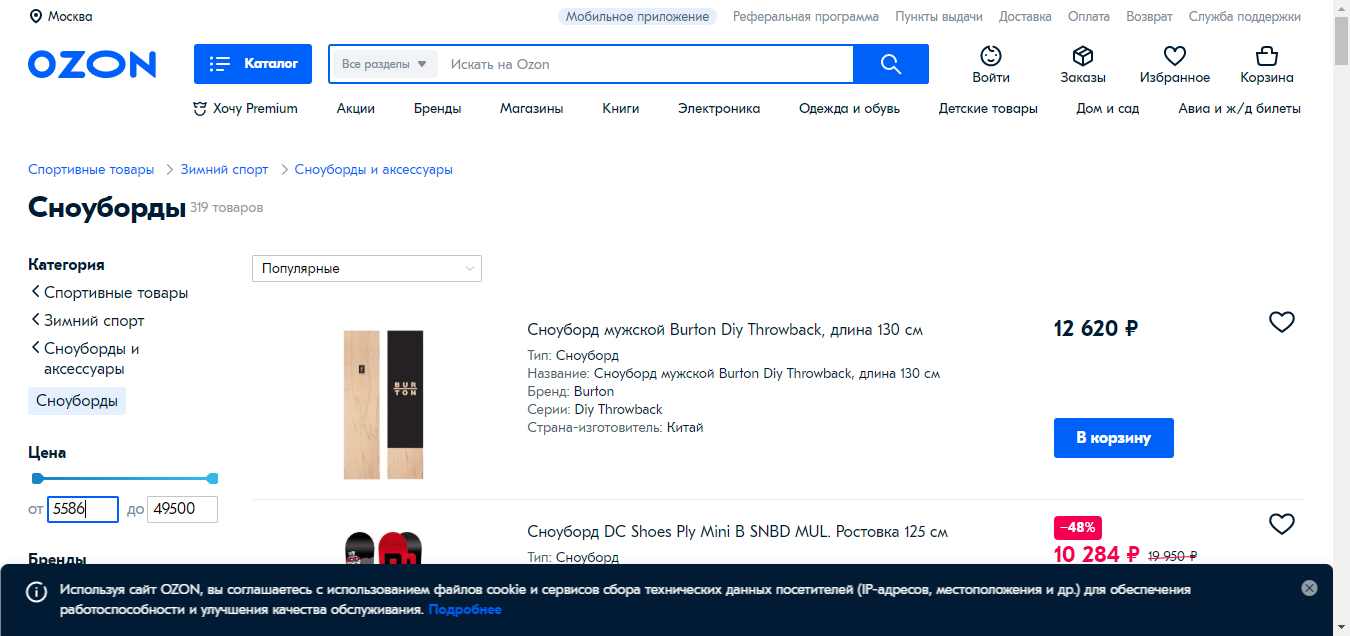 Москва
Мобильное приложение
Реферальная программа
Пункты выдачи
Доставка
Оплата
Возврат
Служба поддержки
OZON
Каталог
Все разделы
Искать на Ozon
Войти
Заказы
Избранное
Корзина
Хочу Premium
Акции
Бренды
Магазины
Книги
Электроника
Одежда и обувь
Детские товары
Дом и сад
Авиа и ж/д билеты
Спортивные товары
Зимний спорт
Сноуборды и аксессуары
Сноуборды 319 товаров
Категория
Спортивные товары
Зимний спорт
Сноуборды и
аксессуары
Сноуборды
Цена
от 5586 до 49500
Бренды
Популярные
BUR
TON
Сноуборд мужской Burton Diy Throwback, длина 130 см
Тип: Сноуборд
Название: Сноуборд мужской Burton Diy Throwback, длина 130 см
Бренд: Burton
Серии: Diy Throwback
Страна-изготовитель: Китай
12 620 ₽
В корзину
Сноуборд DC Shoes Ply Mini B SNBD MUL. Ростовка 125 см
Тип: Сноуборд
−48%
10 284 ₽ 19 950 ₽
Используя сайт OZON, вы соглашаетесь с использованием файлов cookie и сервисов сбора технических данных посетителей (IP-адресов, местоположения и др.) для обеспечения
работоспособности и улучшения качества обслуживания. Подробнее